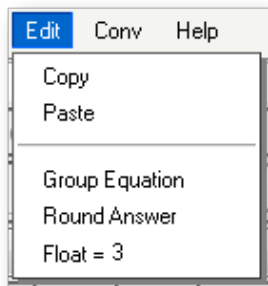 Edit Conv Help
Copy
Paste
Group Equation
Round Answer
Float = 3